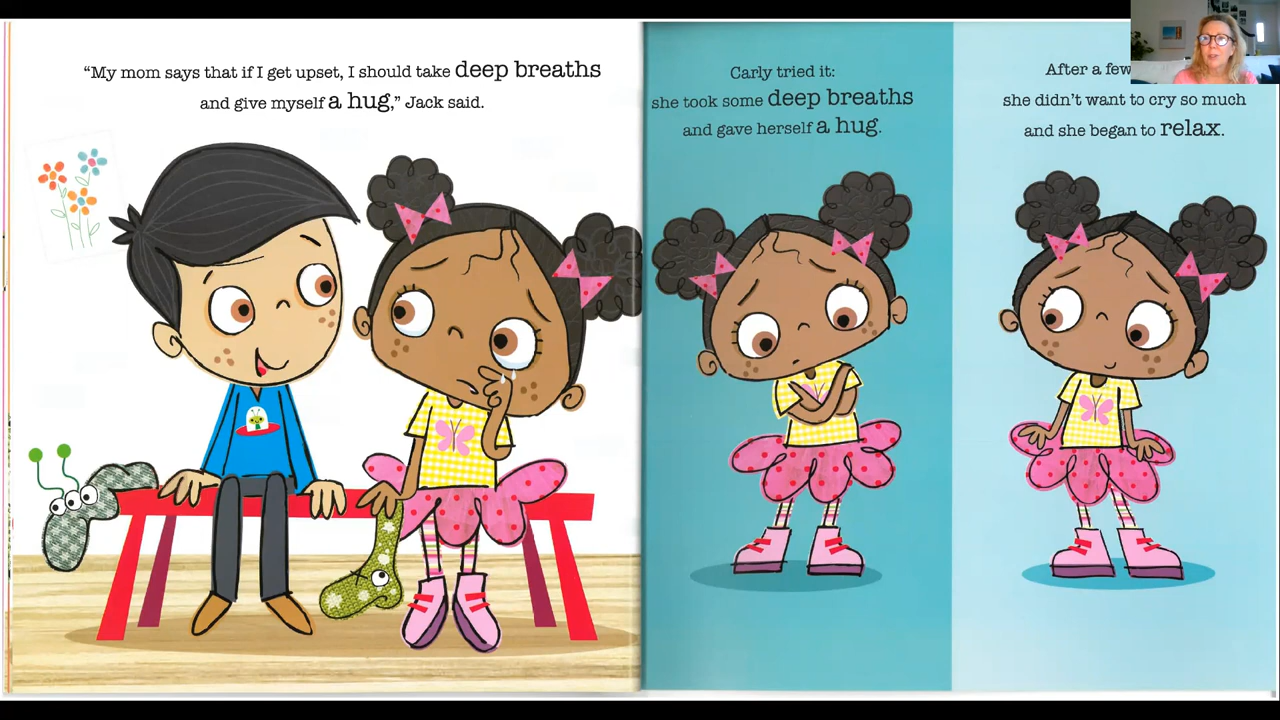 “My mom says that if I get upset, I should take deep breaths
and give myself a hug,” Jack said.
Carly tried it:
she took some deep breaths
and gave herself a hug.
After a few
she didn’t want to cry so much
and she began to relax.